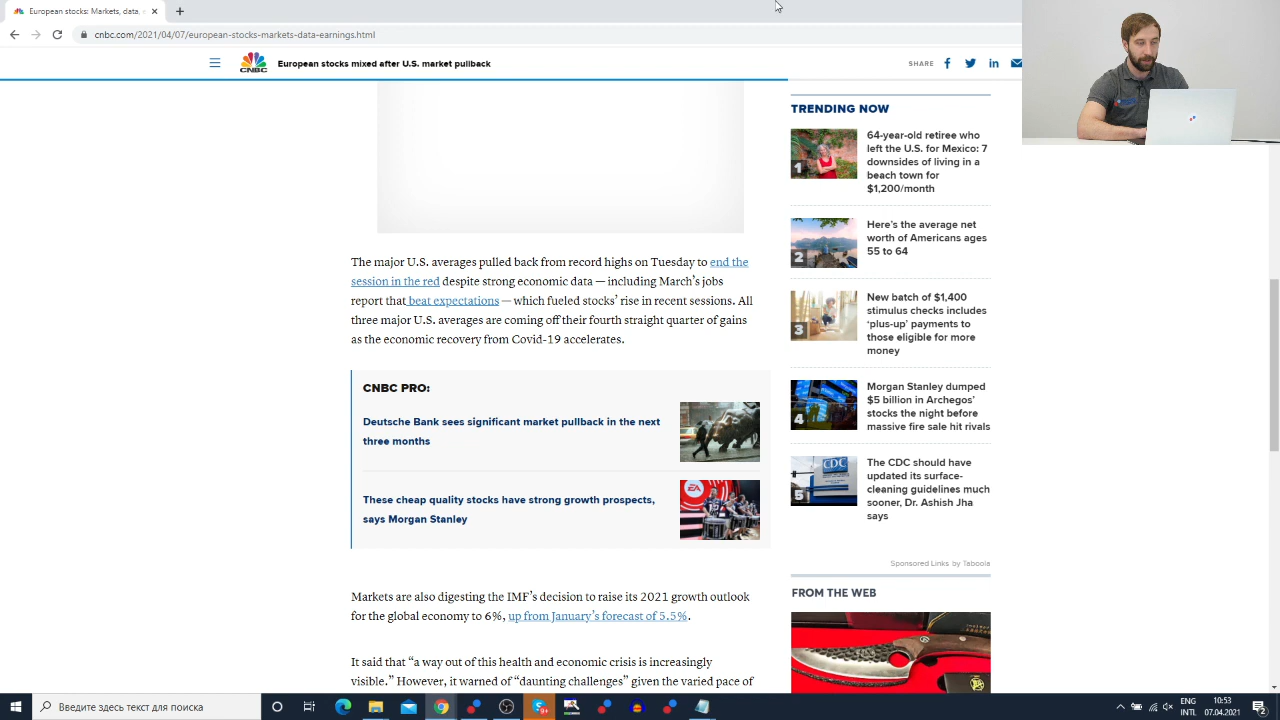 European stocks markets, data, e
cnbc.com/2021/04/07/european-stocks-markets-data-earnings.html
CNBC
European stocks mixed after U.S. market pullback
SHARE
TRENDING NOW
1
64-year-old retiree who
left the U.S. for Mexico: 7
downsides of living in a
beach town for
$1,200/month
2
Here’s the average net
worth of Americans ages
55 to 64
3
New batch of $1,400
stimulus checks includes
‘plus-up’ payments to
those eligible for more
money
4
Morgan Stanley dumped
$5 billion in Archegos’
stocks the night before
massive fire sale hit rivals
5
CDC
The CDC should have
updated its surface-
cleaning guidelines much
sooner, Dr. Ashish Jha
says
The major U.S. averages pulled back from record highs on Tuesday to end the
session in the red despite strong economic data — including March’s jobs
report that beat expectations — which fueled stocks’ rise in recent sessions. All
three major U.S. averages are coming off their fourth straight quarter of gains
as the economic recovery from Covid-19 accelerates.
CNBC PRO:
Deutsche Bank sees significant market pullback in the next
three months
These cheap quality stocks have strong growth prospects,
says Morgan Stanley
EA
Markets are also digesting the IMF’s decision to raise its 2021 growth outlook
for the global economy to 6%, up from January’s forecast of 5.5%.
It said that “a way out of this health and economic crisis is increasingly
visible.” However, it warned of “daunting challenges” given the varied pace of
Sponsored Links by Taboola
FROM THE WEB
Введите здесь текст для поиска
ENG
INTL
10:53
07.04.2021
2